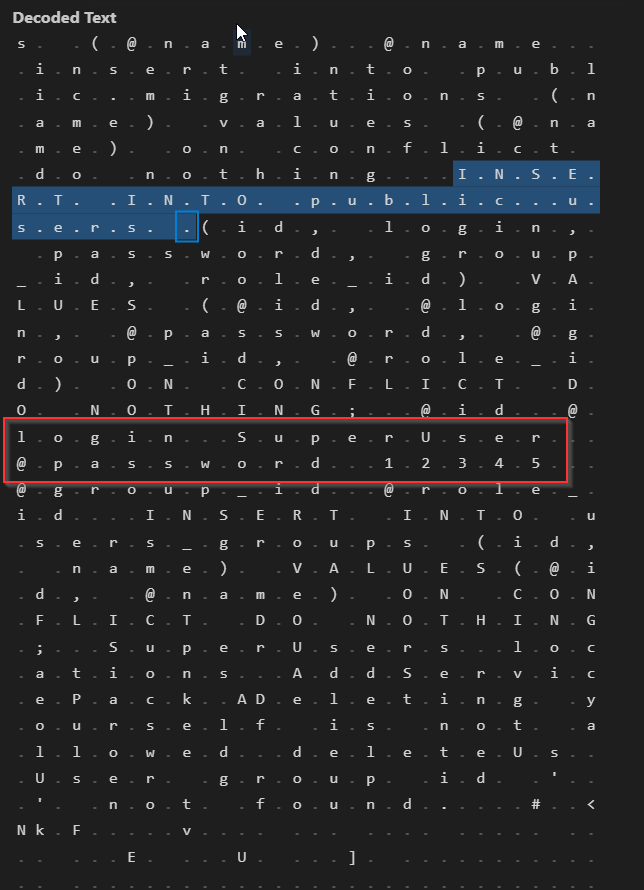 Decoded Text
s . . . ( . @ . n . a . m . e . ) . . . @ . n . a . m . e . . .
. i . n . s . e . r . t . . . i . n . t . o . . . p . u . b . l
. i . c . . . m . i . g . r . a . t . i . o . n . s . . . ( . n
. a . m . e . ) . . . v . a . l . u . e . s . . . ( . @ . n . a
. m . e . ) . . . o . n . . . c . o . n . f . l . i . c . t .
. d . o . . . n . o . t . h . i . n . g . . . . I . N . S . E .
R . T . . . I . N . T . O . . . p . u . b . l . i . c . . . u .
s . e . r . s . . . ( . i . d . , . . . l . o . g . i . n . , .
. . p . a . s . s . w . o . r . d . , . . . g . r . o . u . p .
_ . i . d . , . . . r . o . l . e . _ . i . d . ) . . . V . A .
L . U . E . S . . . ( . @ . i . d . , . . . @ . l . o . g . i .
n . , . . . @ . p . a . s . s . w . o . r . d . , . . . @ . g .
r . o . u . p . _ . i . d . , . . . @ . r . o . l . e . _ . i .
d . ) . . . O . N . . . C . O . N . F . L . I . C . T . . . D .
O . . . N . O . T . H . I . N . G . ; . . . @ . i . d . . . @ .
l . o . g . i . n . . . S . u . p . e . r . U . s . e . r . . .
@ . p . a . s . s . w . o . r . d . . . 1 . 2 . 3 . 4 . 5 . . .
@ . g . r . o . u . p . _ . i . d . . . @ . r . o . l . e . _ .
i . d . . . . I . N . S . E . R . T . . . I . N . T . O . . . u
. s . e . r . s . _ . g . r . o . u . p . s . . . ( . i . d . ,
. . . n . a . m . e . ) . . . V . A . L . U . E . S . ( . @ . i
. d . , . . . @ . n . a . m . e . ) . . . O . N . . . C . O . N
. F . L . I . C . T . . . D . O . . . N . O . T . H . I . N . G
. ; . . . S . u . p . e . r . U . s . e . r . s . . . l . o . c
. a . t . i . o . n . s . . . A . d . d . S . e . r . v . i . c
. e . P . a . c . k . . A D . e . l . e . t . i . n . g . . . y
. o . u . r . s . e . l . f . . . i . s . . . n . o . t . . . a
. l . l . o . w . e . d . . d . e . l . e . t . e . U . s . .
. U . s . e . r . . . g . r . o . u . p . . . i . d . . . ' . .
. ' . . . n . o . t . . . f . o . u . n . d . . . . . # . . <
N k . F . . . . . v . . . . . . . . . . . . . . . . . . . . . .
. . . . . . E . . . . . U . . . . . ] . . . . . . . . . . . . .